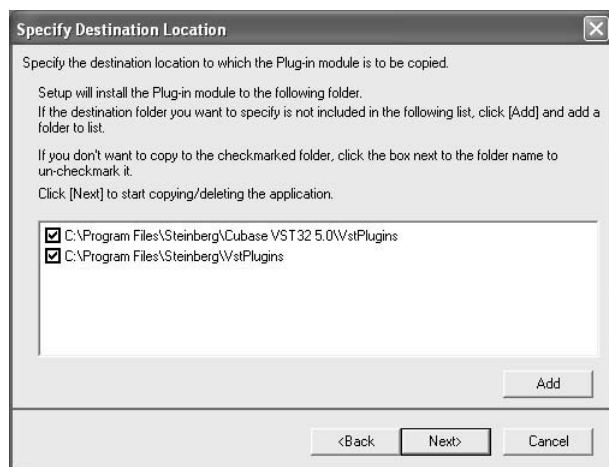 Specify Destination Location
Specify the destination location to which the Plug-in module is to be copied.
Setup will install the Plug-in module to the following folder.
If the destination folder you want to specify is not included in the following list, click [Add] and add a
folder to list.
If you don't want to copy to the checkmarked folder, click the box next to the folder name to
un-checkmark it.
Click [Next] to start copying/deleting the application.
C:\Program Files\Steinberg\Cubase VST32 5.0\VstPlugins
C:\Program Files\Steinberg\VstPlugins
Add
<Back
Next>
Cancel